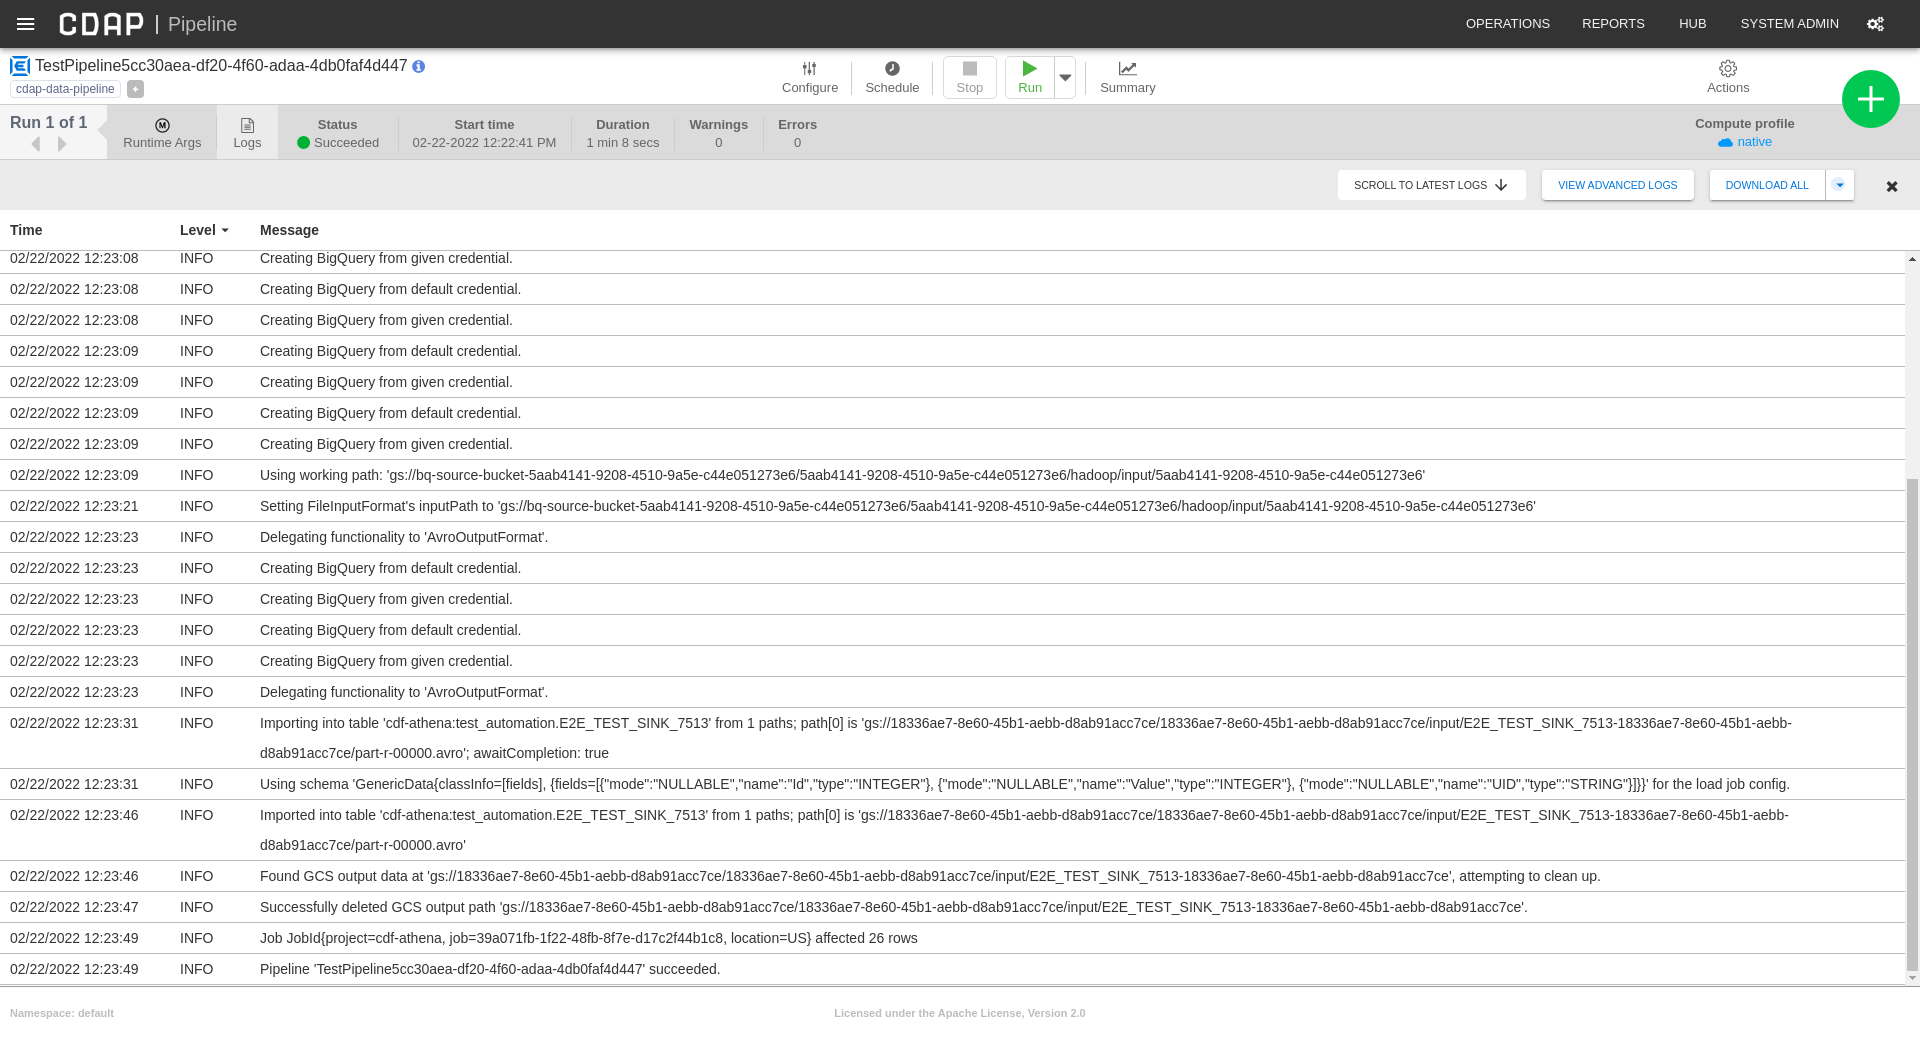 CDAP | Pipeline
OPERATIONS REPORTS HUB SYSTEM ADMIN
TestPipeline5cc30aea-df20-4f60-adaa-4db0faf4d447
cdap-data-pipeline +
Configure Schedule Stop Run Summary Actions
Run 1 of 1
Runtime Args
Logs
Status
Succeeded
Start time
02-22-2022 12:22:41 PM
Duration
1 min 8 secs
Warnings
0
Errors
0
Compute profile
native
SCROLL TO LATEST LOGS VIEW ADVANCED LOGS DOWNLOAD ALL
Time Level Message
02/22/2022 12:23:08 INFO Creating BigQuery from given credential.
02/22/2022 12:23:08 INFO Creating BigQuery from default credential.
02/22/2022 12:23:08 INFO Creating BigQuery from given credential.
02/22/2022 12:23:09 INFO Creating BigQuery from default credential.
02/22/2022 12:23:09 INFO Creating BigQuery from given credential.
02/22/2022 12:23:09 INFO Creating BigQuery from default credential.
02/22/2022 12:23:09 INFO Creating BigQuery from given credential.
02/22/2022 12:23:09 INFO Using working path: 'gs://bq-source-bucket-5aab4141-9208-4510-9a5e-c44e051273e6/5aab4141-9208-4510-9a5e-c44e051273e6/hadoop/input/5aab4141-9208-4510-9a5e-c44e051273e6'
02/22/2022 12:23:21 INFO Setting FileInputFormat's inputPath to 'gs://bq-source-bucket-5aab4141-9208-4510-9a5e-c44e051273e6/5aab4141-9208-4510-9a5e-c44e051273e6/hadoop/input/5aab4141-9208-4510-9a5e-c44e051273e6'
02/22/2022 12:23:23 INFO Delegating functionality to 'AvroOutputFormat'.
02/22/2022 12:23:23 INFO Creating BigQuery from default credential.
02/22/2022 12:23:23 INFO Creating BigQuery from given credential.
02/22/2022 12:23:23 INFO Creating BigQuery from default credential.
02/22/2022 12:23:23 INFO Creating BigQuery from given credential.
02/22/2022 12:23:23 INFO Delegating functionality to 'AvroOutputFormat'.
02/22/2022 12:23:31 INFO Importing into table 'cdf-athena:test_automation.E2E_TEST_SINK_7513' from 1 paths; path[0] is 'gs://18336ae7-8e60-45b1-aebb-d8ab91acc7ce/18336ae7-8e60-45b1-aebb-d8ab91acc7ce/input/E2E_TEST_SINK_7513-18336ae7-8e60-45b1-aebb-
d8ab91acc7ce/part-r-00000.avro'; awaitCompletion: true
02/22/2022 12:23:31 INFO Using schema 'GenericData{classInfo=[fields], {fields=[{"mode":"NULLABLE","name":"Id","type":"INTEGER"}, {"mode":"NULLABLE","name":"Value","type":"INTEGER"}, {"mode":"NULLABLE","name":"UID","type":"STRING"}]}}' for the load job config.
02/22/2022 12:23:46 INFO Imported into table 'cdf-athena:test_automation.E2E_TEST_SINK_7513' from 1 paths; path[0] is 'gs://18336ae7-8e60-45b1-aebb-d8ab91acc7ce/18336ae7-8e60-45b1-aebb-d8ab91acc7ce/input/E2E_TEST_SINK_7513-18336ae7-8e60-45b1-aebb-
d8ab91acc7ce/part-r-00000.avro'
02/22/2022 12:23:46 INFO Found GCS output data at 'gs://18336ae7-8e60-45b1-aebb-d8ab91acc7ce/18336ae7-8e60-45b1-aebb-d8ab91acc7ce/input/E2E_TEST_SINK_7513-18336ae7-8e60-45b1-aebb-d8ab91acc7ce', attempting to clean up.
02/22/2022 12:23:47 INFO Successfully deleted GCS output path 'gs://18336ae7-8e60-45b1-aebb-d8ab91acc7ce/18336ae7-8e60-45b1-aebb-d8ab91acc7ce/input/E2E_TEST_SINK_7513-18336ae7-8e60-45b1-aebb-d8ab91acc7ce'.
02/22/2022 12:23:49 INFO Job JobId{project=cdf-athena, job=39a071fb-1f22-48fb-8f7e-d17c2f44b1c8, location=US} affected 26 rows
02/22/2022 12:23:49 INFO Pipeline 'TestPipeline5cc30aea-df20-4f60-adaa-4db0faf4d447' succeeded.
Namespace: default
Licensed under the Apache License, Version 2.0